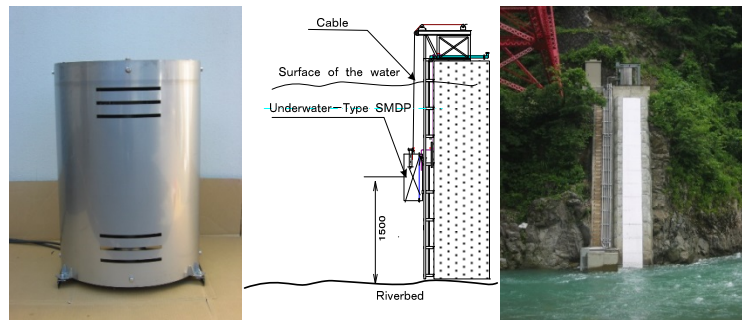 Cable
Surface of the water
Underwater-Type SMDP
1500
Riverbed